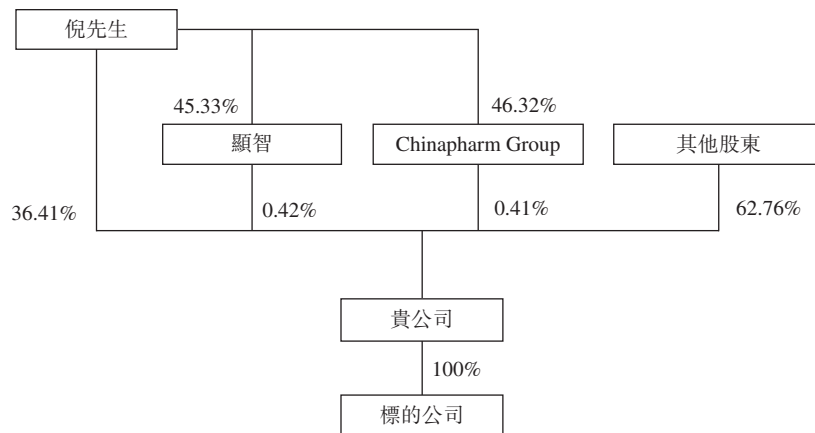 倪先生
45.33%
46.32%
顯智
Chinapharm Group
其他股東
36.41%
0.42%
0.41%
62.76%
貴公司
100%
標的公司